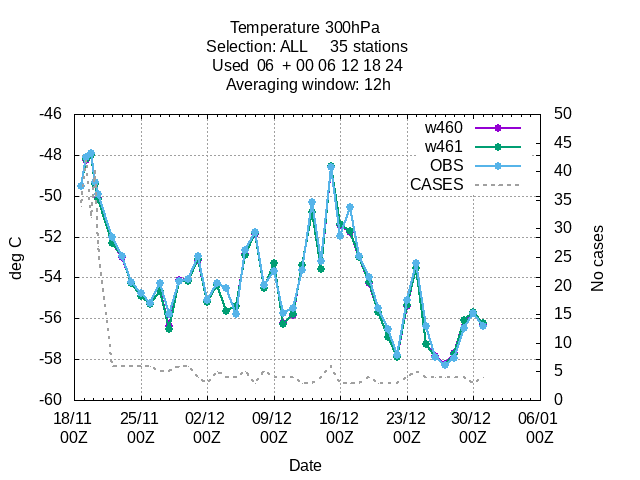 Temperature 300hPa
Selection: ALL 35 stations
Used 06 + 00 06 12 18 24
Averaging window: 12h
w460
w461
OBS
CASES
deg C
-46
-48
-50
-52
-54
-56
-58
-60
50
45
40
35
30
25
20
15
10
5
0
No cases
18/11 25/11 02/12 09/12 16/12 23/12 30/12 06/01
00Z 00Z 00Z 00Z 00Z 00Z 00Z 00Z
Date